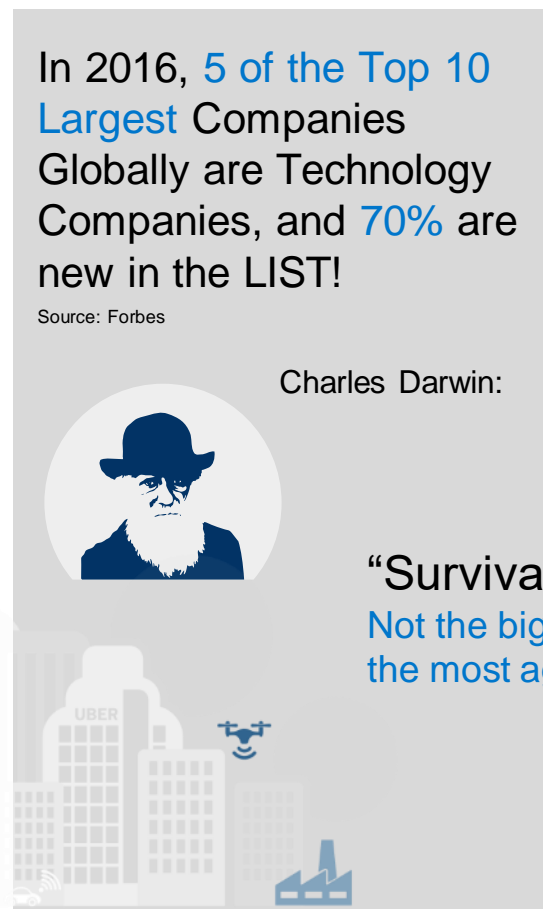 In 2016, 5 of the Top 10
Largest Companies
Globally are Technology
Companies, and 70% are
new in the LIST!
Source: Forbes
Charles Darwin:
“Surviva
Not the big
the most a
UBER